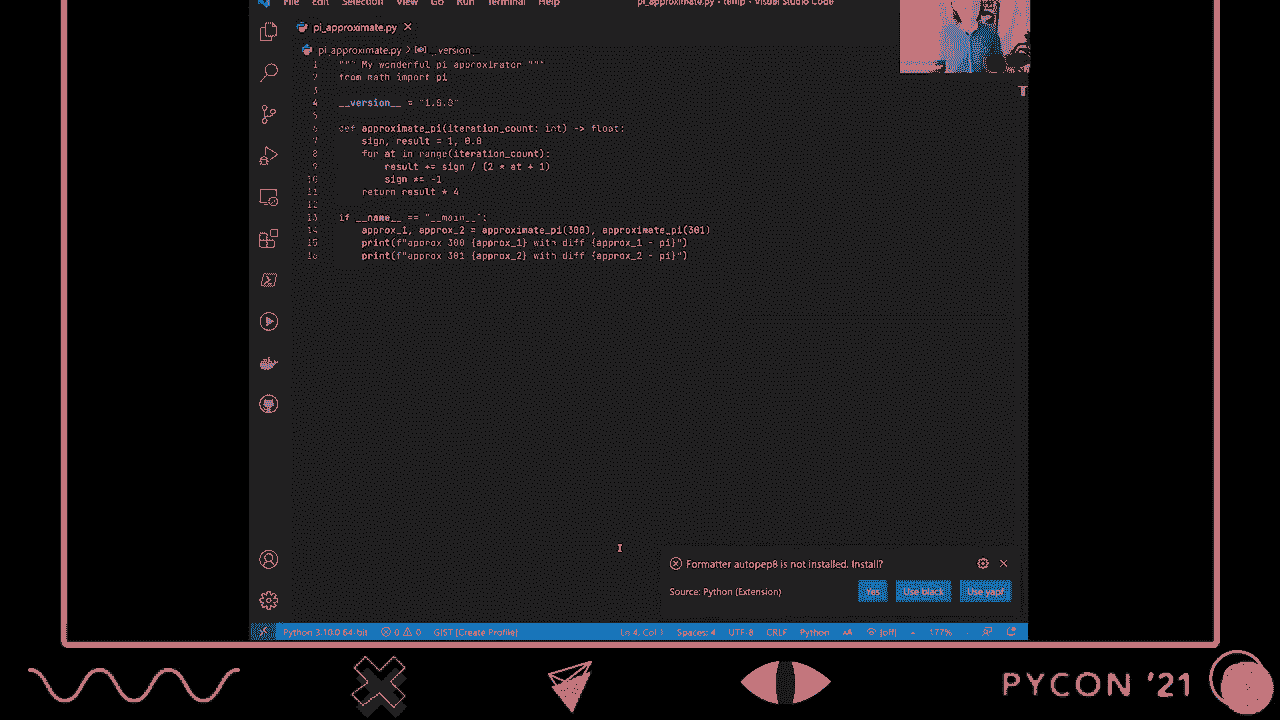 File Edit Selection View Go Run Terminal Help pi_approximate.py - temp - Visual Studio Code
pi_approximate.py
pi_approximate.py > __version__
1 """ My wonderful pi approximator """
2 from math import pi
3
4 __version__ = "1.0.0"
5
6 def approximate_pi(iteration_count: int) -> float:
7 sign, result = 1, 0.0
8 for at in range(iteration_count):
9 result += sign / (2 * at + 1)
10 sign *= -1
11 return result * 4
12
13 if __name__ == "__main__":
14 approx_1, approx_2 = approximate_pi(300), approximate_pi(301)
15 print(f"approx 300 {approx_1} with diff {approx_1 - pi}")
16 print(f"approx 301 {approx_2} with diff {approx_2 - pi}")
Formatter autopep8 is not installed. Install?
Source: Python (Extension) Yes Use black Use yapf
Python 3.10.0 64-bit 0 0 GIST [Create Profile] Ln 4, Col 1 Spaces: 4 UTF-8 CRLF Python [off] 177%
PYCON '21